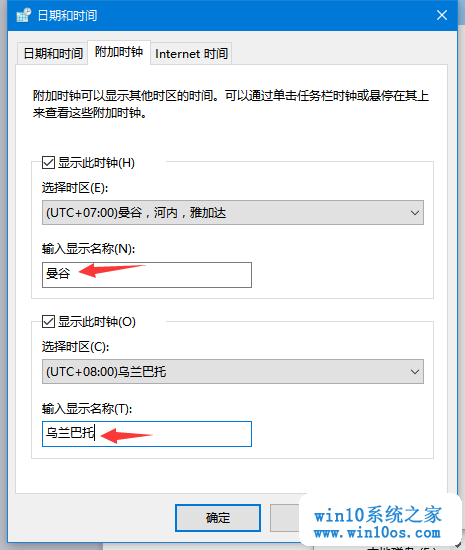 日期和时间
日期和时间 附加时钟 Internet 时间
附加时钟可以显示其他时区的时间。可以通过单击任务栏时钟或悬停在其上
来查看这些附加时钟。
显示此时钟(H)
选择时区(E):
(UTC+07:00)曼谷，河内，雅加达
输入显示名称(N):
曼谷
显示此时钟(O)
选择时区(C):
(UTC+08:00)乌兰巴托
输入显示名称(T):
乌兰巴托
确定
win10系统之家
www.win10os.com